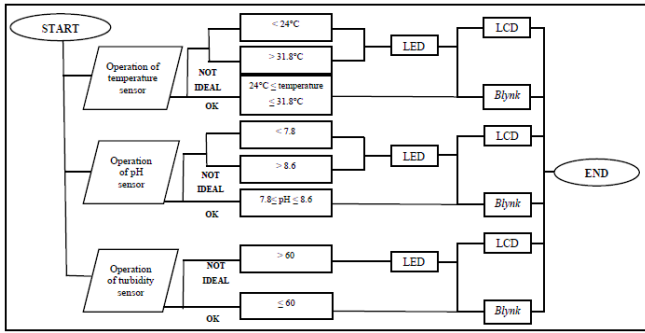 START
Operation of
temperature
sensor
NOT
IDEAL
OK
< 24°C
> 31.8°C
24°C ≤ temperature
≤ 31.8°C
LED
LCD
Blynk
Operation
of pH
sensor
NOT
IDEAL
OK
< 7.8
> 8.6
7.8≤ pH ≤ 8.6
LED
LCD
Blynk
Operation
of turbidity
sensor
NOT
IDEAL
OK
> 60
≤ 60
LED
LCD
Blynk
END